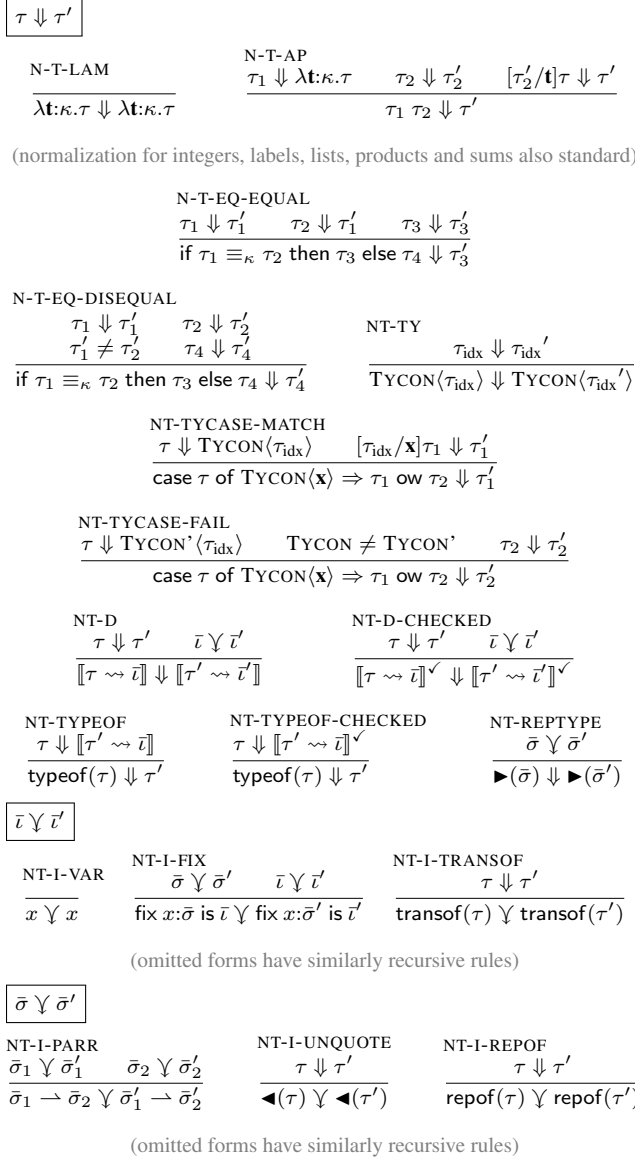 τ ⇓ τ′
N-T-LAM
λt:κ.τ ⇓ λt:κ.τ
N-T-AP
τ₁ ⇓ λt:κ.τ τ₂ ⇓ τ₂′ [τ₂′/t]τ ⇓ τ′
τ₁ τ₂ ⇓ τ′
(normalization for integers, labels, lists, products and sums also standard)
N-T-EQ-EQUAL
τ₁ ⇓ τ₁′ τ₂ ⇓ τ₁′ τ₃ ⇓ τ₃′
if τ₁ ≡κ τ₂ then τ₃ else τ₄ ⇓ τ₃′
N-T-EQ-DISEQUAL
τ₁ ⇓ τ₁′ τ₂ ⇓ τ₂′
τ₁′ ≠ τ₂′ τ₄ ⇓ τ₄′
if τ₁ ≡κ τ₂ then τ₃ else τ₄ ⇓ τ₄′
NT-TY
τidx ⇓ τidx′
TYCON⟨τidx⟩ ⇓ TYCON⟨τidx′⟩
NT-TYCASE-MATCH
τ ⇓ TYCON⟨τidx⟩ [τidx/x]τ₁ ⇓ τ₁′
case τ of TYCON⟨x⟩ ⇒ τ₁ ow τ₂ ⇓ τ₁′
NT-TYCASE-FAIL
τ ⇓ TYCON'⟨τidx⟩ TYCON ≠ TYCON' τ₂ ⇓ τ₂′
case τ of TYCON⟨x⟩ ⇒ τ₁ ow τ₂ ⇓ τ₂′
NT-D
τ ⇓ τ′ ῑ ⋎ ῑ′
⟦τ ⇝ ῑ⟧ ⇓ ⟦τ′ ⇝ ῑ′⟧
NT-D-CHECKED
τ ⇓ τ′ ῑ ⋎ ῑ′
⟦τ ⇝ ῑ⟧✓ ⇓ ⟦τ′ ⇝ ῑ′⟧✓
NT-TYPEOF
τ ⇓ ⟦τ′ ⇝ ῑ⟧
typeof(τ) ⇓ τ′
NT-TYPEOF-CHECKED
τ ⇓ ⟦τ′ ⇝ ῑ⟧✓
typeof(τ) ⇓ τ′
NT-REPTYPE
σ̄ ⋎ σ̄′
▶(σ̄) ⇓ ▶(σ̄′)
ῑ ⋎ ῑ′
NT-I-VAR
x ⋎ x
NT-I-FIX
σ̄ ⋎ σ̄′ ῑ ⋎ ῑ′
fix x:σ̄ is ῑ ⋎ fix x:σ̄′ is ῑ′
NT-I-TRANSOF
τ ⇓ τ′
transof(τ) ⋎ transof(τ′)
(omitted forms have similarly recursive rules)
σ̄ ⋎ σ̄′
NT-I-PARR
σ̄₁ ⋎ σ̄₁′ σ̄₂ ⋎ σ̄₂′
σ̄₁ ⇀ σ̄₂ ⋎ σ̄₁′ ⇀ σ̄₂′
NT-I-UNQUOTE
τ ⇓ τ′
◀(τ) ⋎ ◀(τ′)
NT-I-REPOF
τ ⇓ τ′
repof(τ) ⋎ repof(τ′)
(omitted forms have similarly recursive rules)